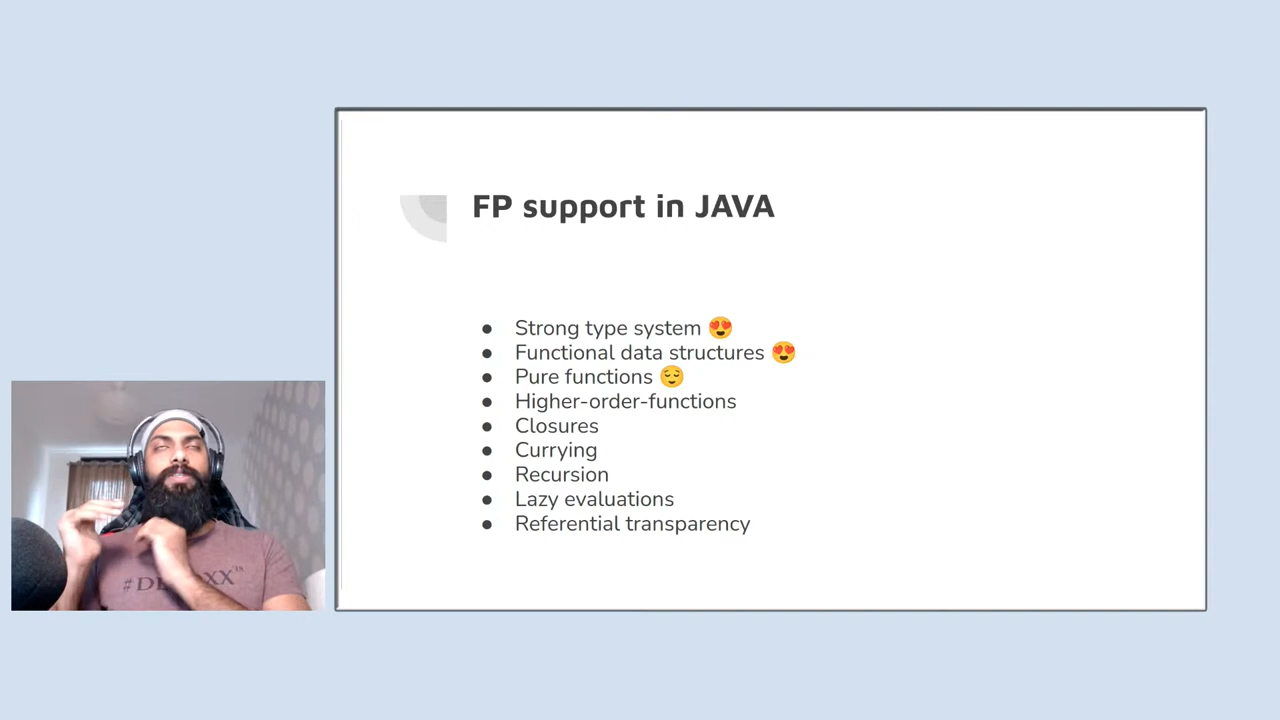 FP support in JAVA
● Strong type system 😍
● Functional data structures 😍
● Pure functions 😌
● Higher-order-functions
● Closures
● Currying
● Recursion
● Lazy evaluations
● Referential transparency